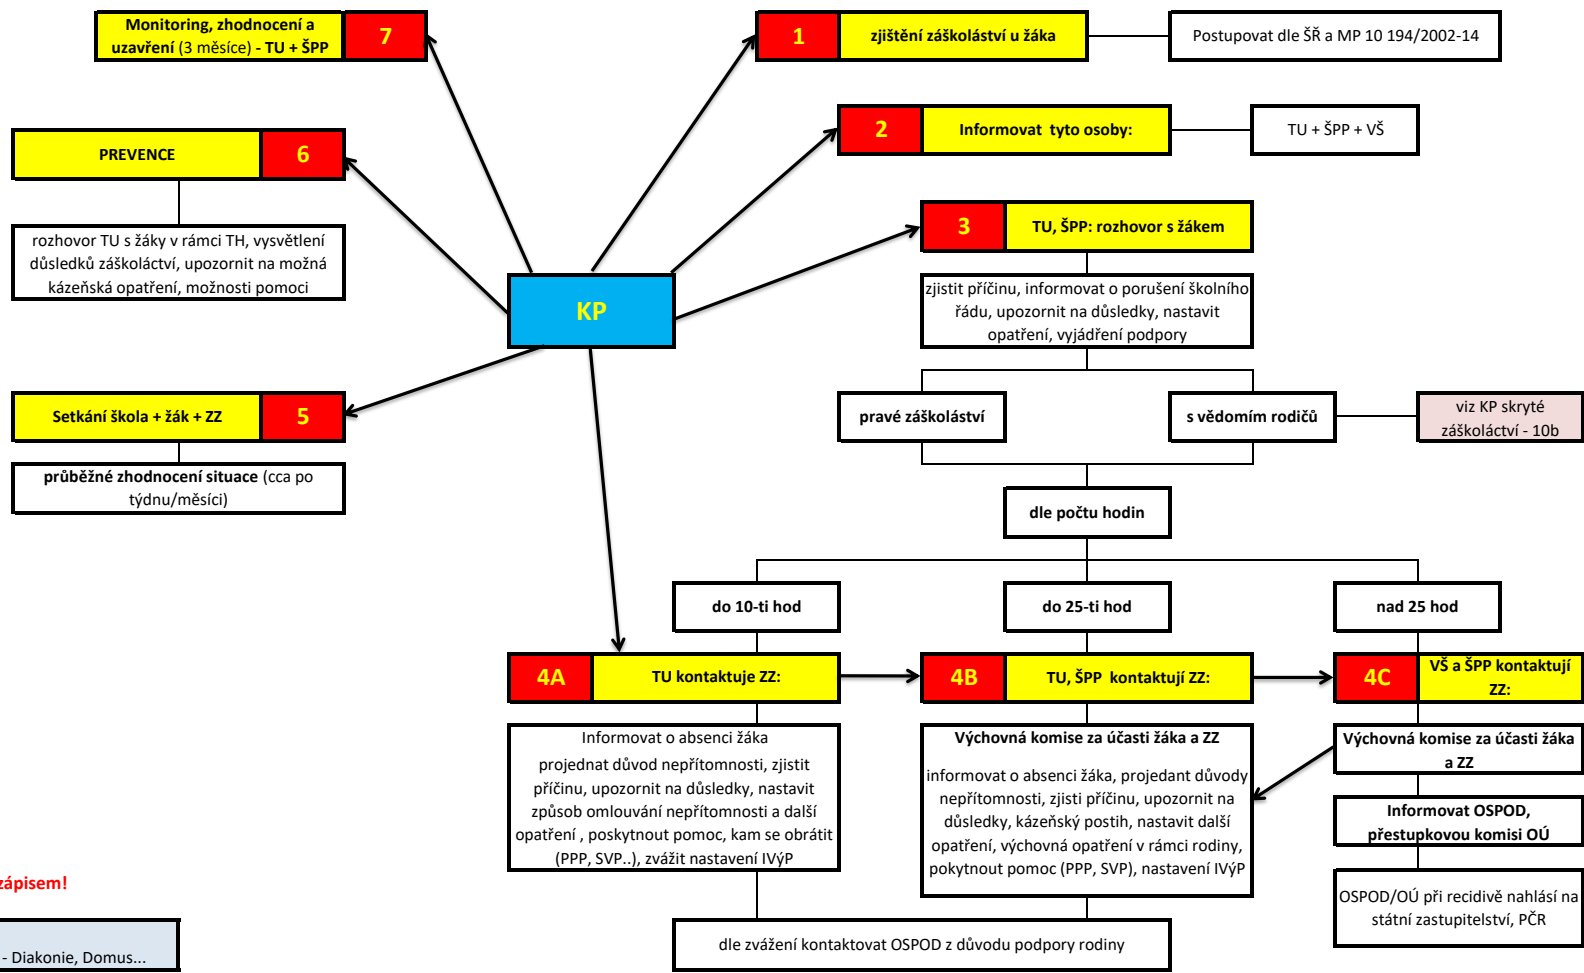 Monitoring, zhodnocení a
uzavření (3 měsíce) - TU + ŠPP
7
1
zjištění záškoláství u žáka
Postupovat dle ŠŘ a MP 10 194/2002-14
PREVENCE
6
2
Informovat tyto osoby:
TU + ŠPP + VŠ
rozhovor TU s žáky v rámci TH, vysvětlení
důsledků záškoláctví, upozornit na možná
kázeňská opatření, možnosti pomoci
3
TU, ŠPP: rozhovor s žákem
zjistit příčinu, informovat o porušení školního
řádu, upozornit na důsledky, nastavit
opatření, vyjádření podpory
KP
Setkání škola + žák + ZZ
5
průběžné zhodnocení situace (cca po
týdnu/měsíci)
pravé záškoláství
s vědomím rodičů
viz KP skryté
záškoláctví - 10b
dle počtu hodin
do 10-ti hod
do 25-ti hod
nad 25 hod
4A
TU kontaktuje ZZ:
4B
TU, ŠPP kontaktují ZZ:
4C
VŠ a ŠPP kontaktují
ZZ:
Informovat o absenci žáka
projednat důvod nepřítomnosti, zjistit
příčinu, upozornit na důsledky, nastavit
způsob omlouvání nepřítomnosti a další
opatření , poskytnout pomoc, kam se obrátit
(PPP, SVP..), zvážit nastavení IVýP
Výchovná komise za účasti žáka a ZZ
informovat o absenci žáka, projedant důvody
nepřítomnosti, zjisti příčinu, upozornit na
důsledky, kázeňský postih, nastavit další
opatření, výchovná opatření v rámci rodiny,
pokytnout pomoc (PPP, SVP), nastavení IVýP
Výchovná komise za účasti žáka
a ZZ
Informovat OSPOD,
přestupkovou komisi OÚ
OSPOD/OÚ při recidivě nahlásí na
státní zastupitelství, PČR
dle zvážení kontaktovat OSPOD z důvodu podpory rodiny
zápisem!
- Diakonie, Domus...